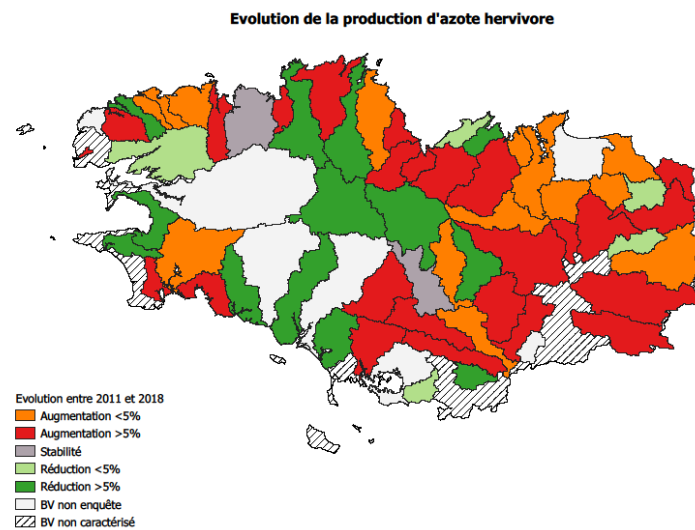 Evolution de la production d'azote hervivore
Evolution entre 2011 et 2018
Augmentation <5%
Augmentation >5%
Stabilité
Réduction <5%
Réduction >5%
BV non enquête
BV non caractérisé